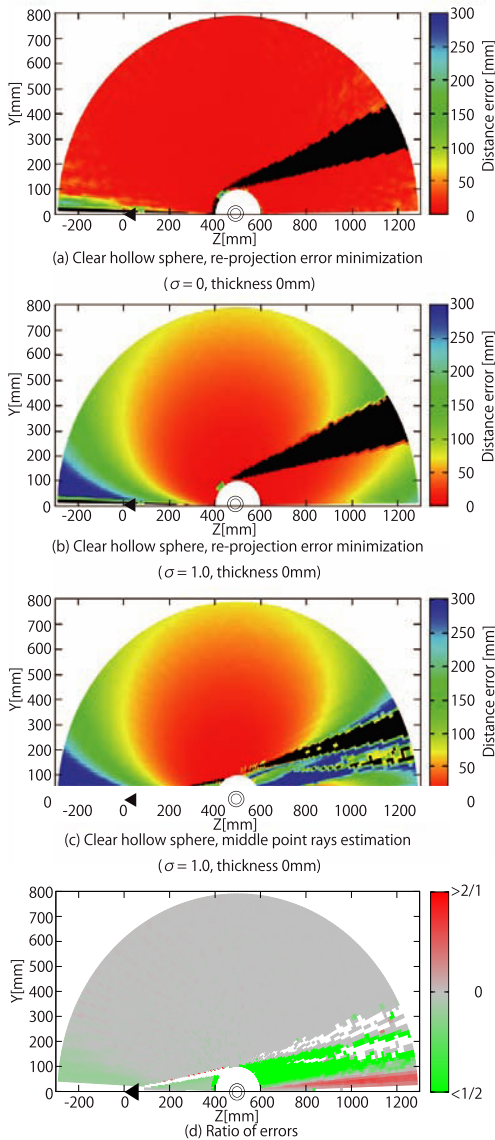 800
700
600
500
400
300
200
100
0
Y[mm]
-200 0 200 400 600 800 1000 1200
Z[mm]
300
250
200
150
100
50
0
Distance error [mm]
(a) Clear hollow sphere, re-projection error minimization
(σ = 0, thickness 0mm)
800
700
600
500
400
300
200
100
0
Y[mm]
-200 0 200 400 600 800 1000 1200
Z[mm]
300
250
200
150
100
50
0
Distance error [mm]
(b) Clear hollow sphere, re-projection error minimization
(σ = 1.0, thickness 0mm)
800
700
600
500
400
300
200
100
0
Y[mm]
-200 0 200 400 600 800 1000 1200
Z[mm]
300
250
200
150
100
50
0
Distance error [mm]
(c) Clear hollow sphere, middle point rays estimation
(σ = 1.0, thickness 0mm)
800
700
600
500
400
300
200
100
0
Y[mm]
-200 0 200 400 600 800 1000 1200
Z[mm]
>2/1
0
<1/2
(d) Ratio of errors